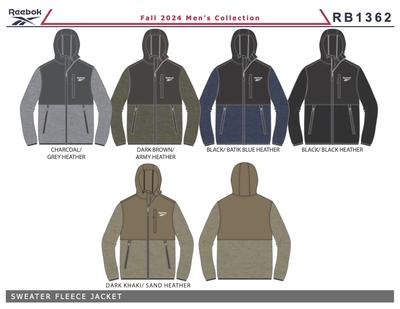 Reebok
Fall 2024 Men's Collection
RB1362
CHARCOAL/
GREY HEATHER
DARK BROWN/
ARMY HEATHER
BLACK/ BATIK BLUE HEATHER
BLACK/ BLACK HEATHER
DARK KHAKI/ SAND HEATHER
SWEATER FLEECE JACKET